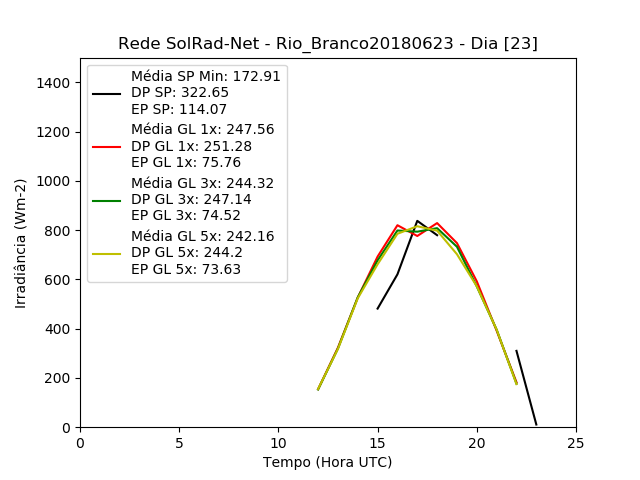 Rede SolRad-Net - Rio_Branco20180623 - Dia [23]
Média SP Min: 172.91
DP SP: 322.65
EP SP: 114.07
Média GL 1x: 247.56
DP GL 1x: 251.28
EP GL 1x: 75.76
Média GL 3x: 244.32
DP GL 3x: 247.14
EP GL 3x: 74.52
Média GL 5x: 242.16
DP GL 5x: 244.2
EP GL 5x: 73.63
Irradiância (Wm-2)
1400
1200
1000
800
600
400
200
0
0 5 10 15 20 25
Tempo (Hora UTC)